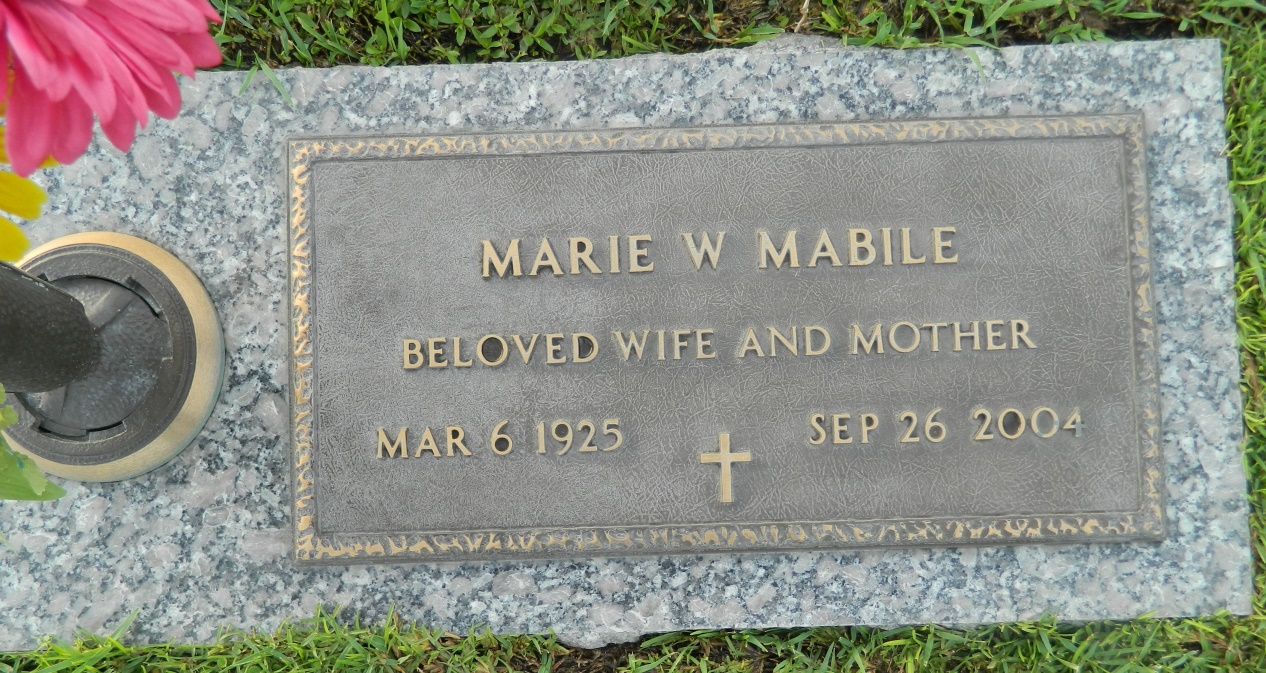 MARIE W MABILE
BELOVED WIFE AND MOTHER
MAR 6 1925 SEP 26 2004